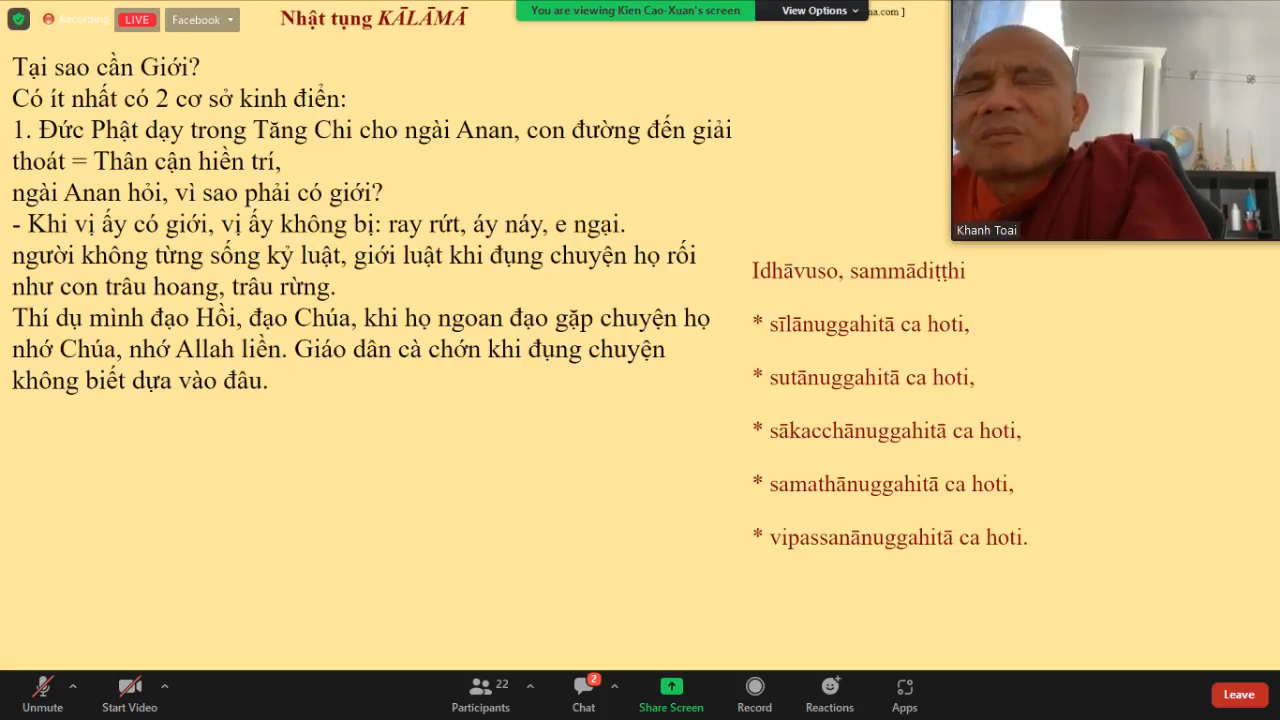 Recording
LIVE
Facebook
Nhật tụng KĀLĀMĀ
You are viewing Kien Cao-Xuan's screen
View Options
a.com ]
Tại sao cần Giới?
Có ít nhất có 2 cơ sở kinh điển:
1. Đức Phật dạy trong Tăng Chi cho ngài Anan, con đường đến giải
thoát = Thân cận hiền trí,
ngài Anan hỏi, vì sao phải có giới?
- Khi vị ấy có giới, vị ấy không bị: ray rứt, áy náy, e ngại.
người không từng sống kỷ luật, giới luật khi đụng chuyện họ rối
như con trâu hoang, trâu rừng.
Thí dụ mình đạo Hồi, đạo Chúa, khi họ ngoan đạo gặp chuyện họ
nhớ Chúa, nhớ Allah liền. Giáo dân cà chớn khi đụng chuyện
không biết dựa vào đâu.
Khanh Toai
Idhāvuso, sammādiṭṭhi
* sīlānuggahitā ca hoti,
* sutānuggahitā ca hoti,
* sākacchānuggahitā ca hoti,
* samathānuggahitā ca hoti,
* vipassanānuggahitā ca hoti.
Unmute
Start Video
22
Participants
2
Chat
Share Screen
Record
Reactions
Apps
Leave